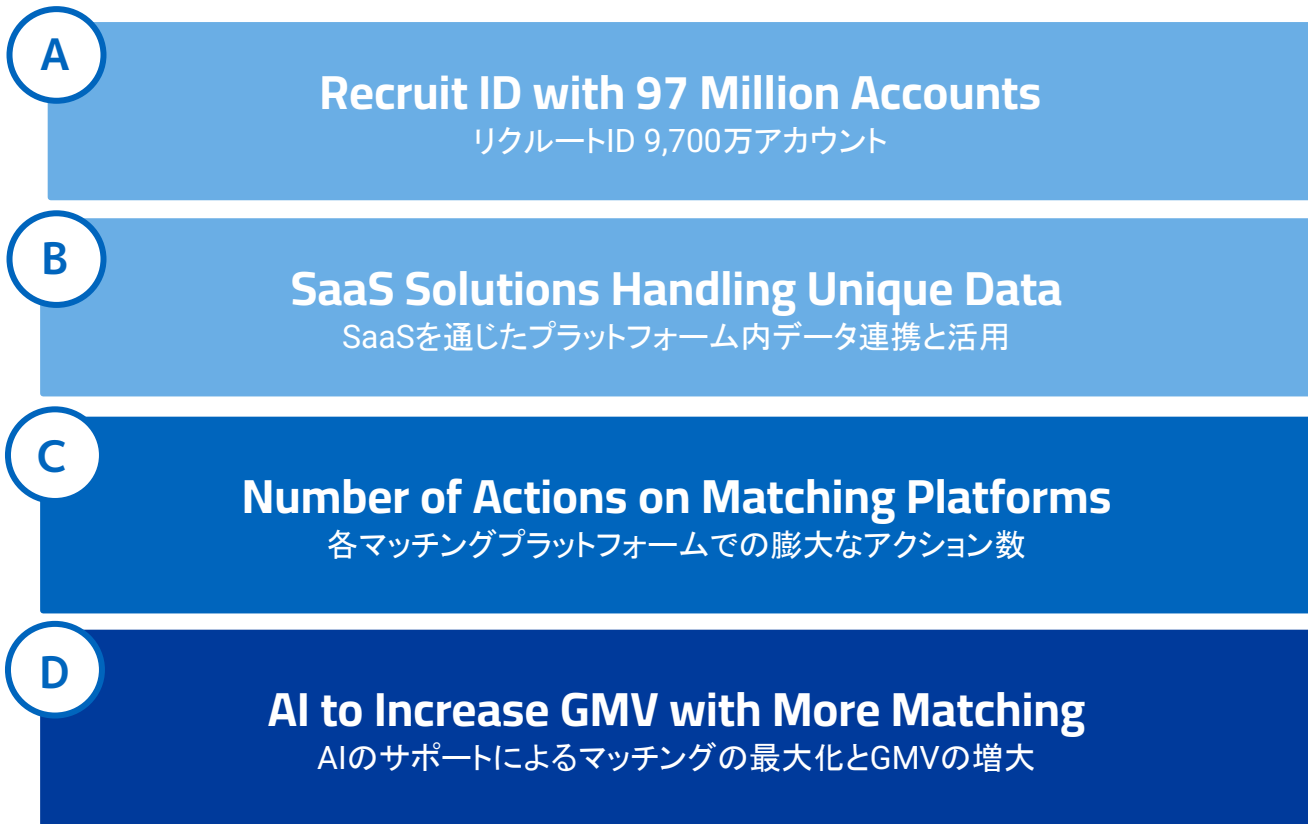 A
Recruit ID with 97 Million Accounts
リクルートID 9,700万アカウント
B
SaaS Solutions Handling Unique Data
SaaSを通じたプラットフォーム内データ連携と活用
C
Number of Actions on Matching Platforms
各マッチングプラットフォームでの膨大なアクション数
D
AI to Increase GMV with More Matching
AIのサポートによるマッチングの最大化とGMVの増大